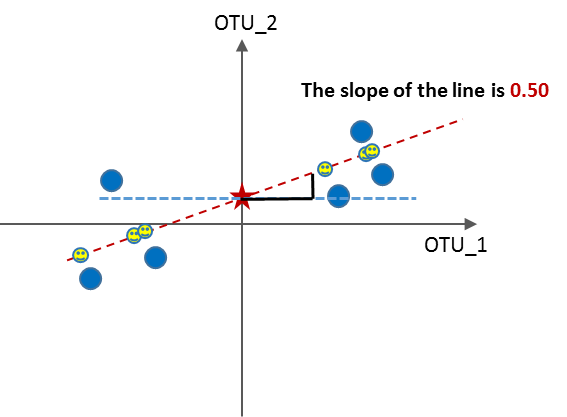 OTU_2
The slope of the line is 0.50
OTU_1